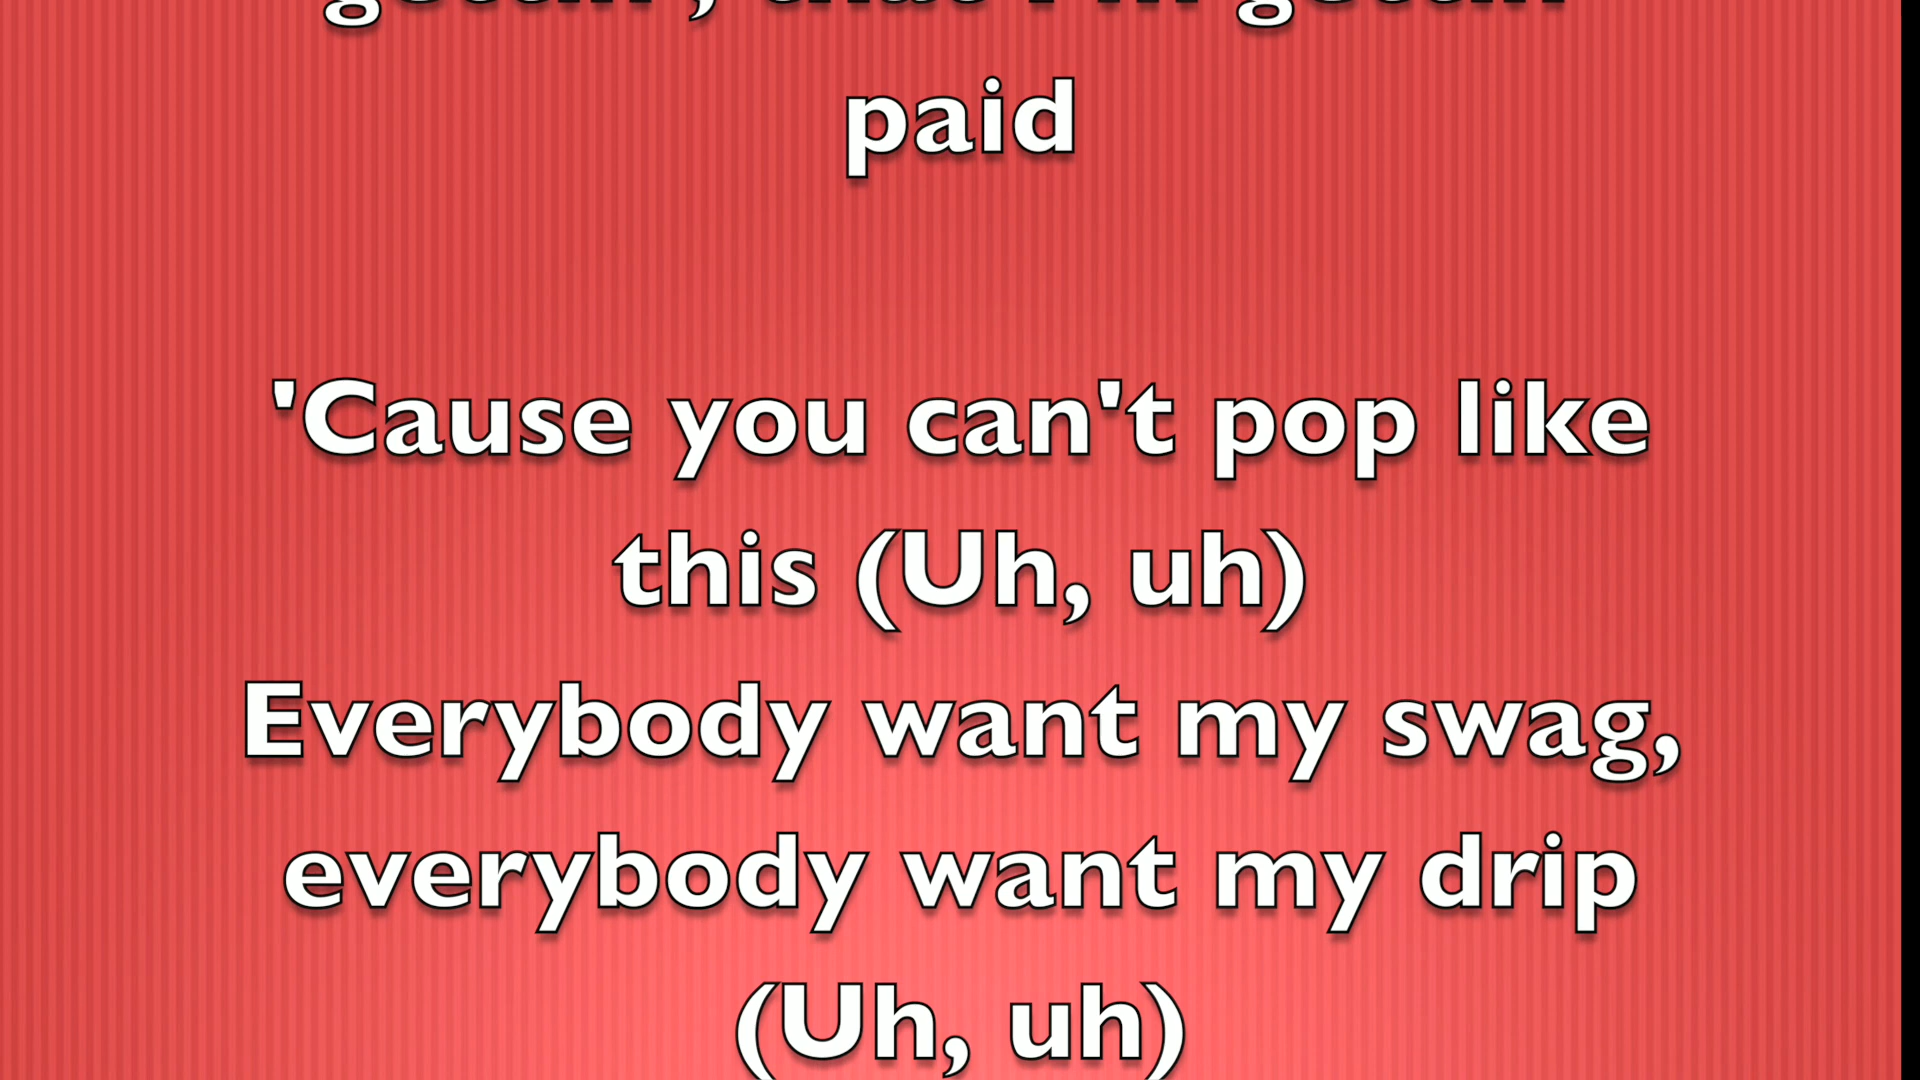 paid
'Cause you can't pop like
this (Uh, uh)
Everybody want my swag,
everybody want my drip
(Uh, uh)